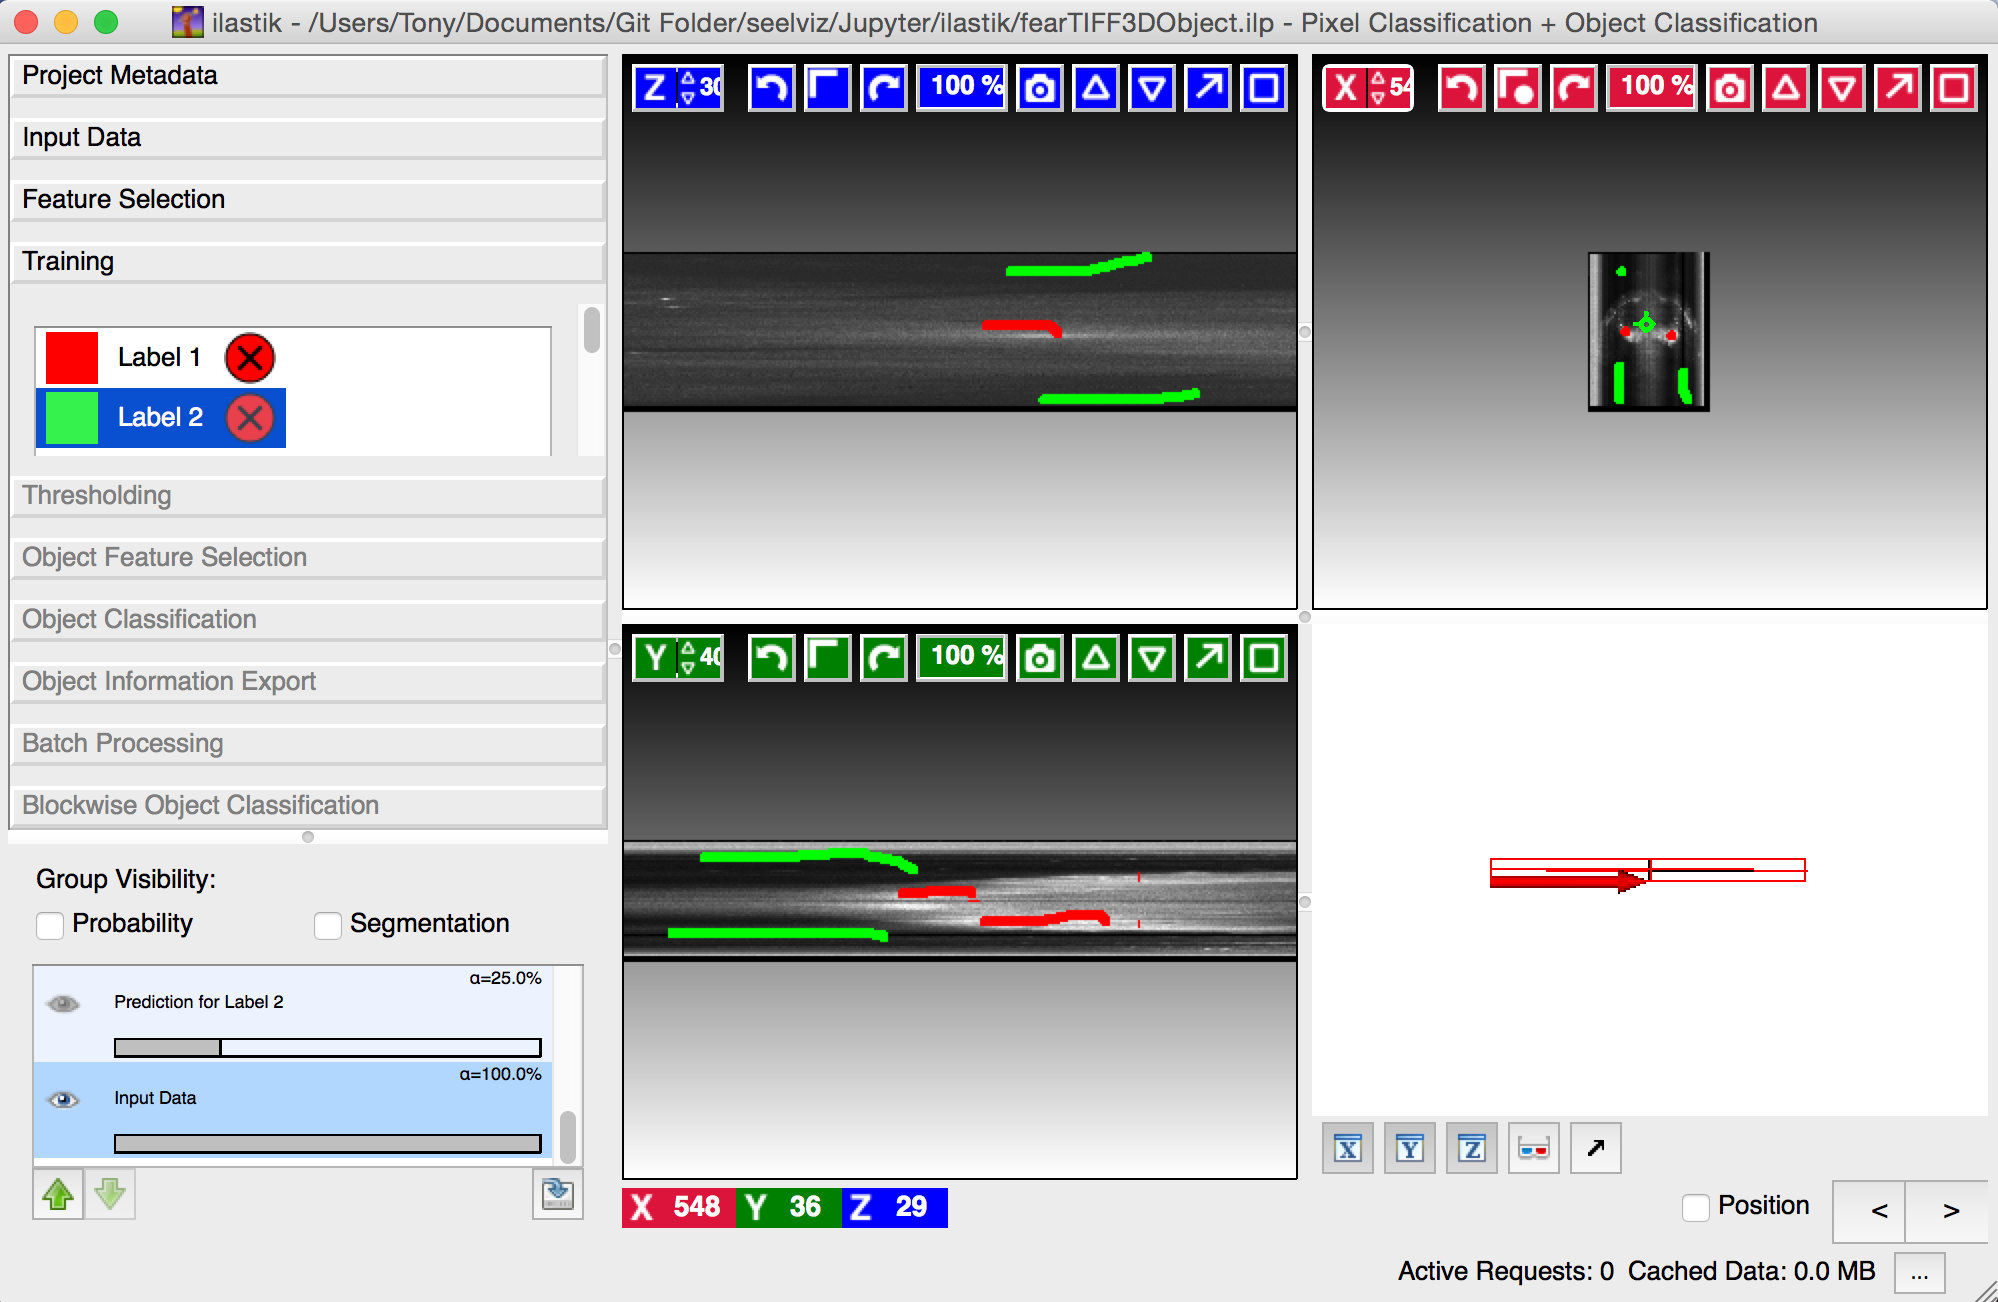 ilastik - /Users/Tony/Documents/Git Folder/seelviz/Jupyter/ilastik/fearTIFF3DObject.ilp - Pixel Classification + Object Classification
Project Metadata
Input Data
Feature Selection
Training
Label 1
Label 2
Thresholding
Object Feature Selection
Object Classification
Object Information Export
Batch Processing
Blockwise Object Classification
Group Visibility:
Probability Segmentation
α=25.0%
Prediction for Label 2
α=100.0%
Input Data
Z 30 100 %
X 54 100 %
Y 40 100 %
X 548 Y 36 Z 29
X Y Z
Position < >
Active Requests: 0 Cached Data: 0.0 MB ...